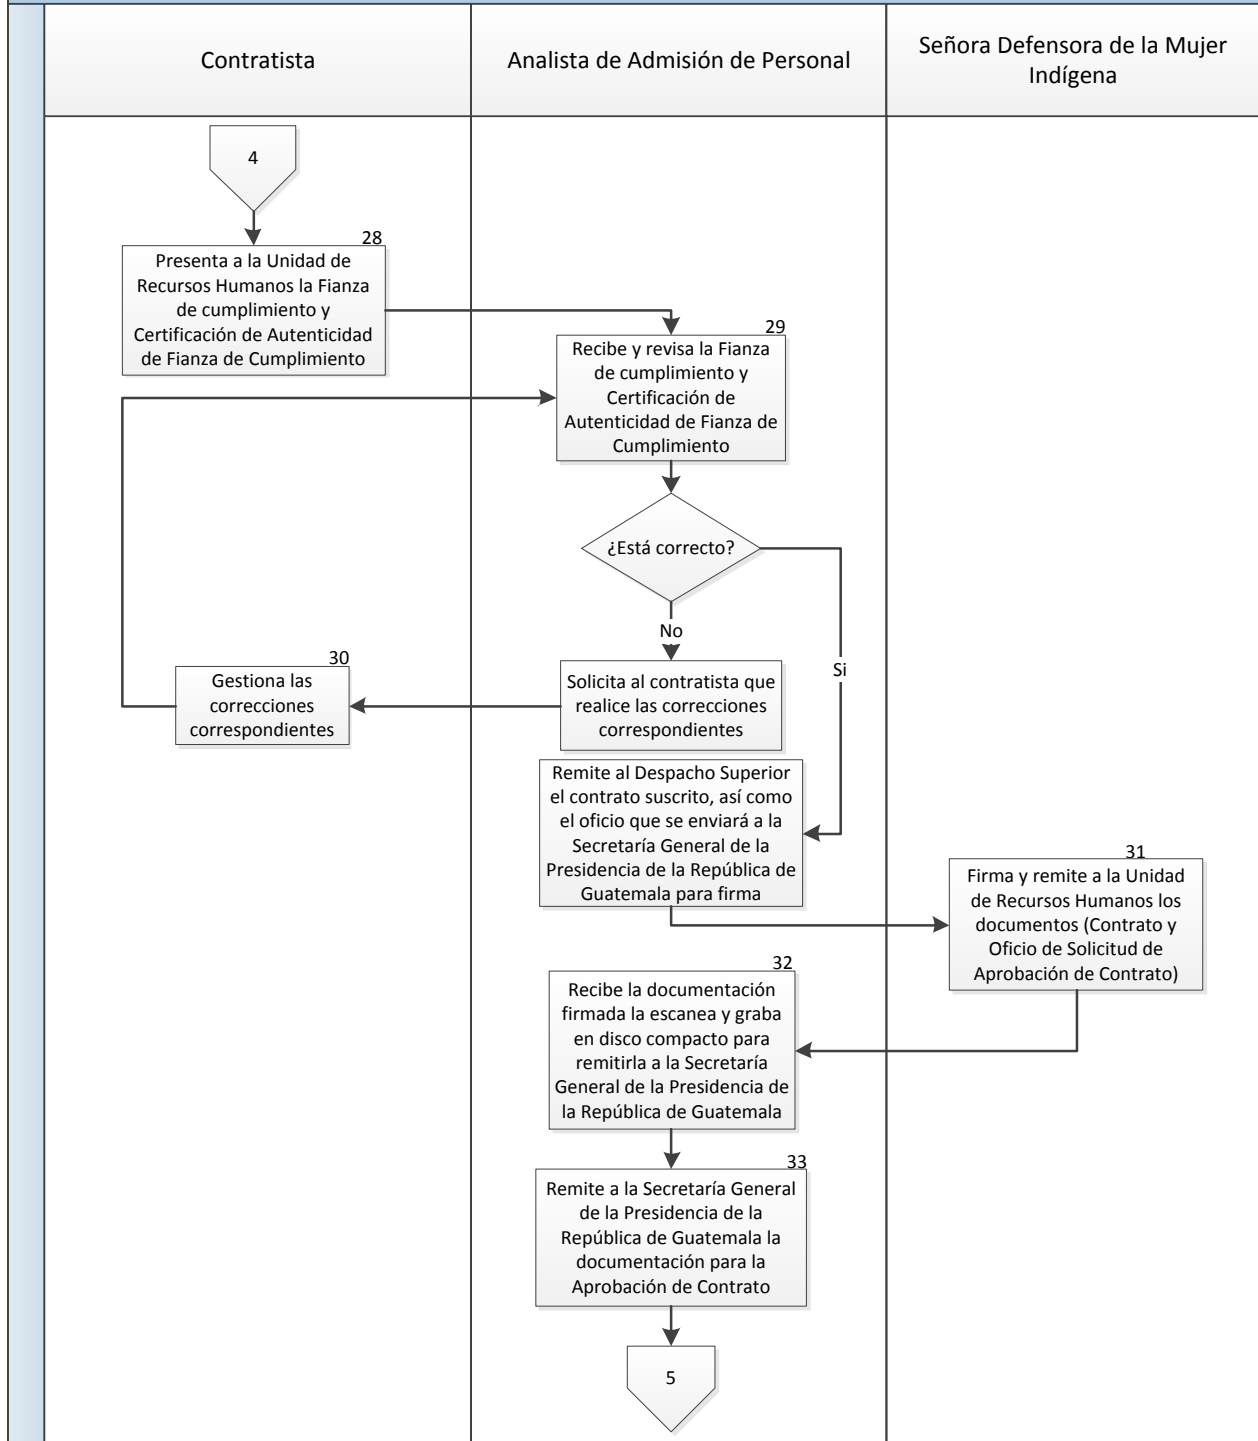 Contratista
Analista de Admisión de Personal
Señora Defensora de la Mujer
Indígena
4
28
Presenta a la Unidad de
Recursos Humanos la Fianza
de cumplimiento y
Certificación de Autenticidad
de Fianza de Cumplimiento
29
Recibe y revisa la Fianza
de cumplimiento y
Certificación de
Autenticidad de Fianza de
Cumplimiento
¿Está correcto?
No
Si
30
Gestiona las
correcciones
correspondientes
Solicita al contratista que
realice las correcciones
correspondientes
Remite al Despacho Superior
el contrato suscrito, así como
el oficio que se enviará a la
Secretaría General de la
Presidencia de la República de
Guatemala para firma
31
Firma y remite a la Unidad
de Recursos Humanos los
documentos (Contrato y
Oficio de Solicitud de
Aprobación de Contrato)
32
Recibe la documentación
firmada la escanea y graba
en disco compacto para
remitirla a la Secretaría
General de la Presidencia de
la República de Guatemala
33
Remite a la Secretaría General
de la Presidencia de la
República de Guatemala la
documentación para la
Aprobación de Contrato
5